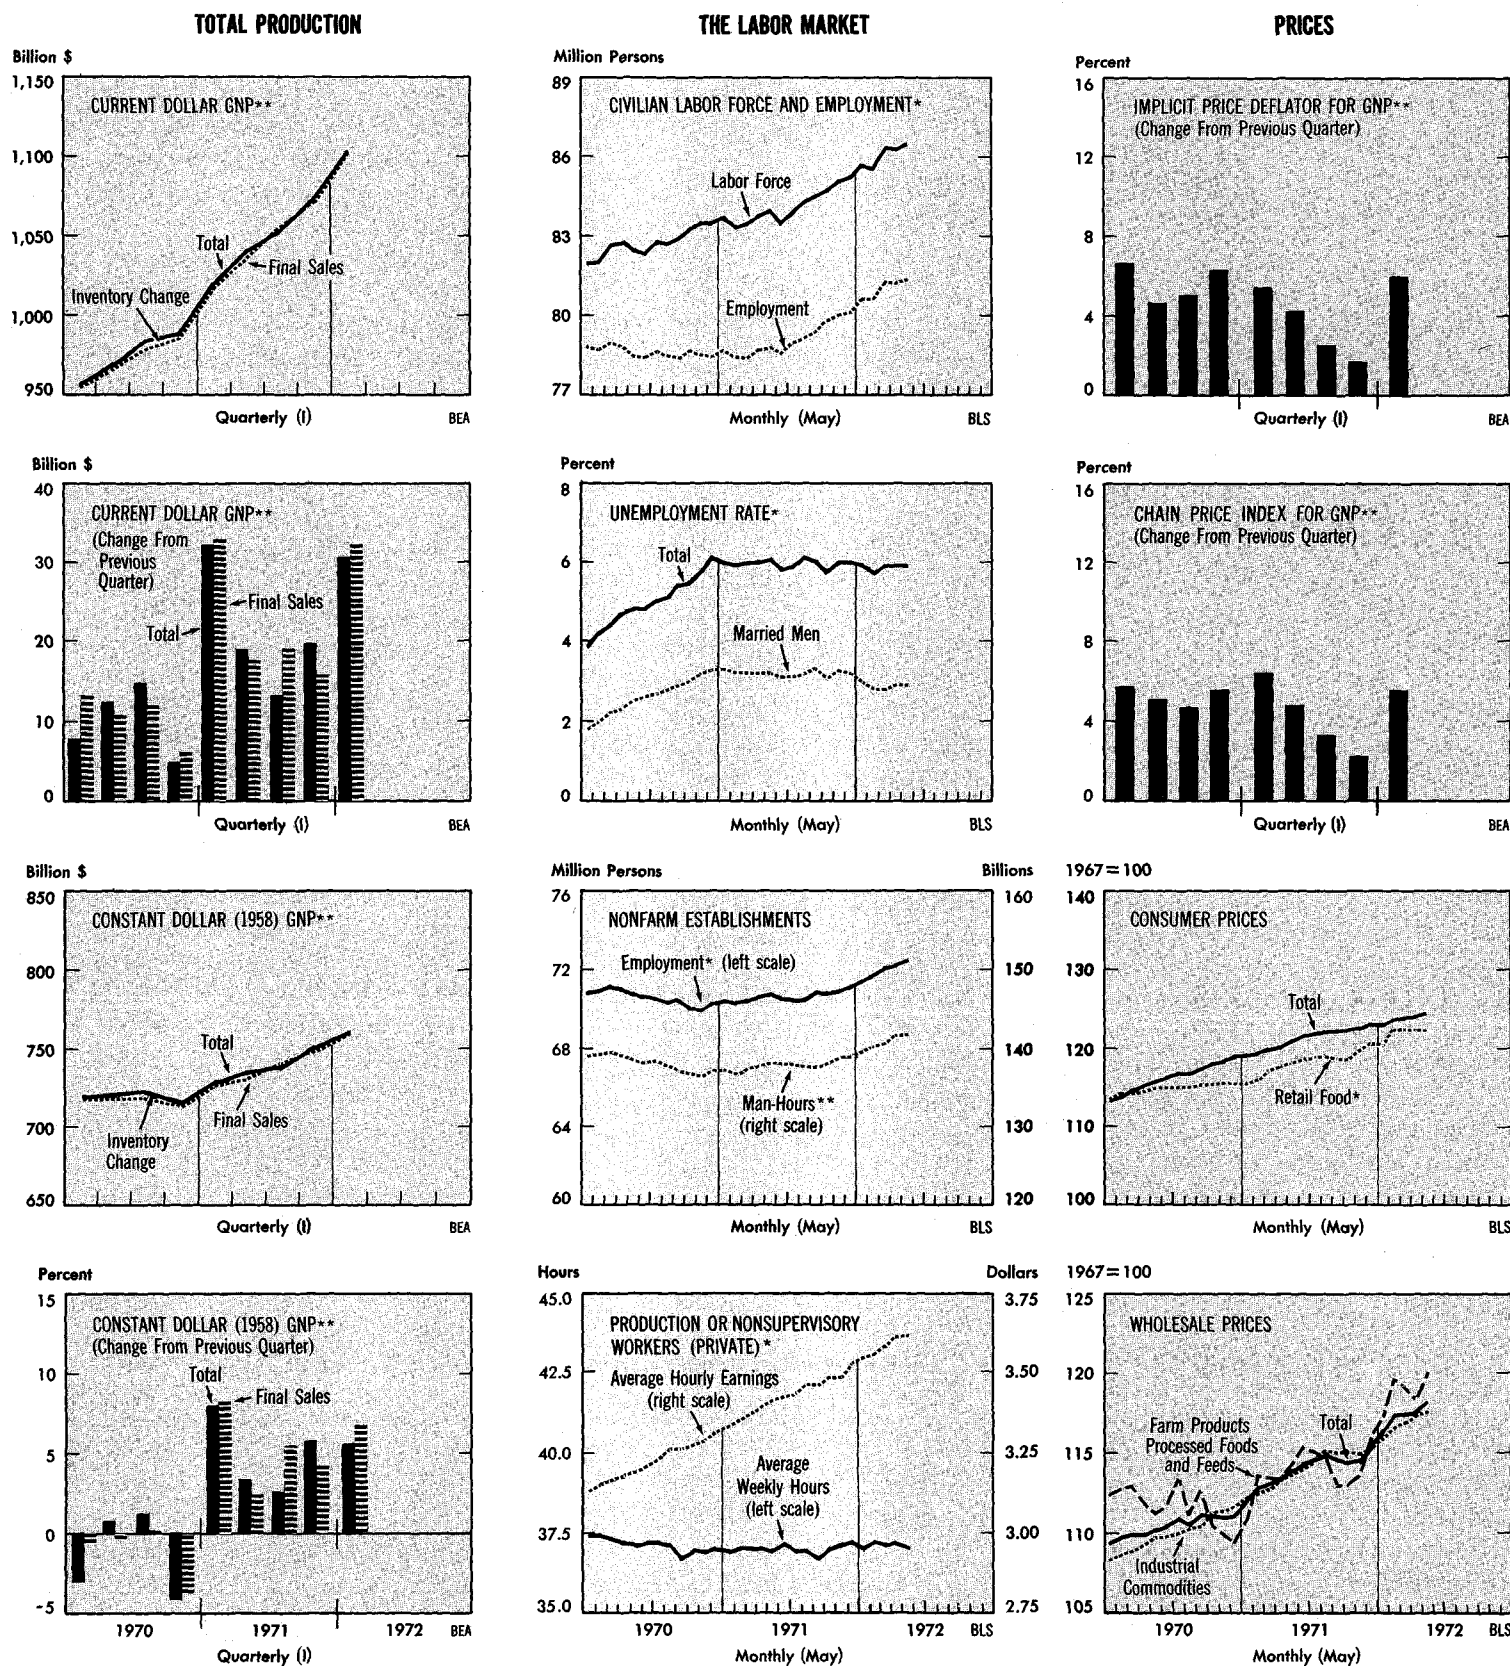 TOTAL PRODUCTION
Billion $
1,150
1,100
1,050
1,000
950
CURRENT DOLLAR GNP**
Total
Final Sales
Inventory Change
Quarterly (I)
BEA
Billion $
40
30
20
10
0
CURRENT DOLLAR GNP**
(Change From
Previous
Quarter)
Final Sales
Total
Quarterly (I)
BEA
Billion $
850
800
750
700
650
CONSTANT DOLLAR (1958) GNP**
Total
Final Sales
Inventory
Change
Quarterly (I)
BEA
Percent
15
10
5
0
-5
CONSTANT DOLLAR (1958) GNP**
(Change From Previous Quarter)
Total
Final Sales
1970
1971
1972
BEA
Quarterly (I)
THE LABOR MARKET
Million Persons
89
86
83
80
77
CIVILIAN LABOR FORCE AND EMPLOYMENT*
Labor Force
Employment
Monthly (May)
BLS
Percent
8
6
4
2
0
UNEMPLOYMENT RATE*
Total
Married Men
Monthly (May)
BLS
Million Persons
Billions
76
72
68
64
60
160
150
140
130
120
NONFARM ESTABLISHMENTS
Employment* (left scale)
Man-Hours**
(right scale)
Monthly (May)
BLS
Hours
Dollars
45.0
42.5
40.0
37.5
35.0
3.75
3.50
3.25
3.00
2.75
PRODUCTION OR NONSUPERVISORY
WORKERS (PRIVATE)*
Average Hourly Earnings
(right scale)
Average
Weekly Hours
(left scale)
1970
1971
1972
BLS
Monthly (May)
PRICES
Percent
16
12
8
4
0
IMPLICIT PRICE DEFLATOR FOR GNP**
(Change From Previous Quarter)
Quarterly (I)
BEA
Percent
16
12
8
4
0
CHAIN PRICE INDEX FOR GNP**
(Change From Previous Quarter)
Quarterly (I)
BEA
1967=100
140
130
120
110
100
CONSUMER PRICES
Total
Retail Food*
Monthly (May)
BLS
1967=100
125
120
115
110
105
WHOLESALE PRICES
Farm Products
Processed Foods
and Feeds
Total
Industrial
Commodities
1970
1971
1972
BLS
Monthly (May)